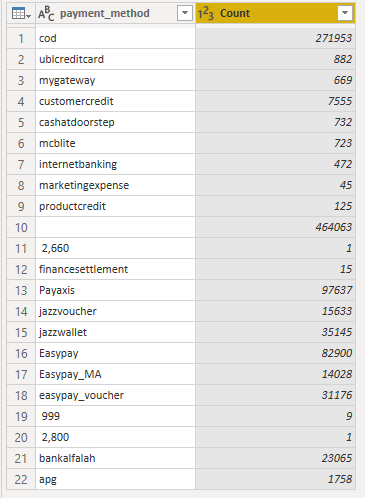 ABC payment_method 123 Count
1 cod 271953
2 ublcreditcard 882
3 mygateway 669
4 customercredit 7555
5 cashatdoorstep 732
6 mcblite 723
7 internetbanking 472
8 marketingexpense 45
9 productcredit 125
10 464063
11 2,660 1
12 financesettlement 15
13 Payaxis 97637
14 jazzvoucher 15633
15 jazzwallet 35145
16 Easypay 82900
17 Easypay_MA 14028
18 easypay_voucher 31176
19 999 9
20 2,800 1
21 bankalfalah 23065
22 apg 1758